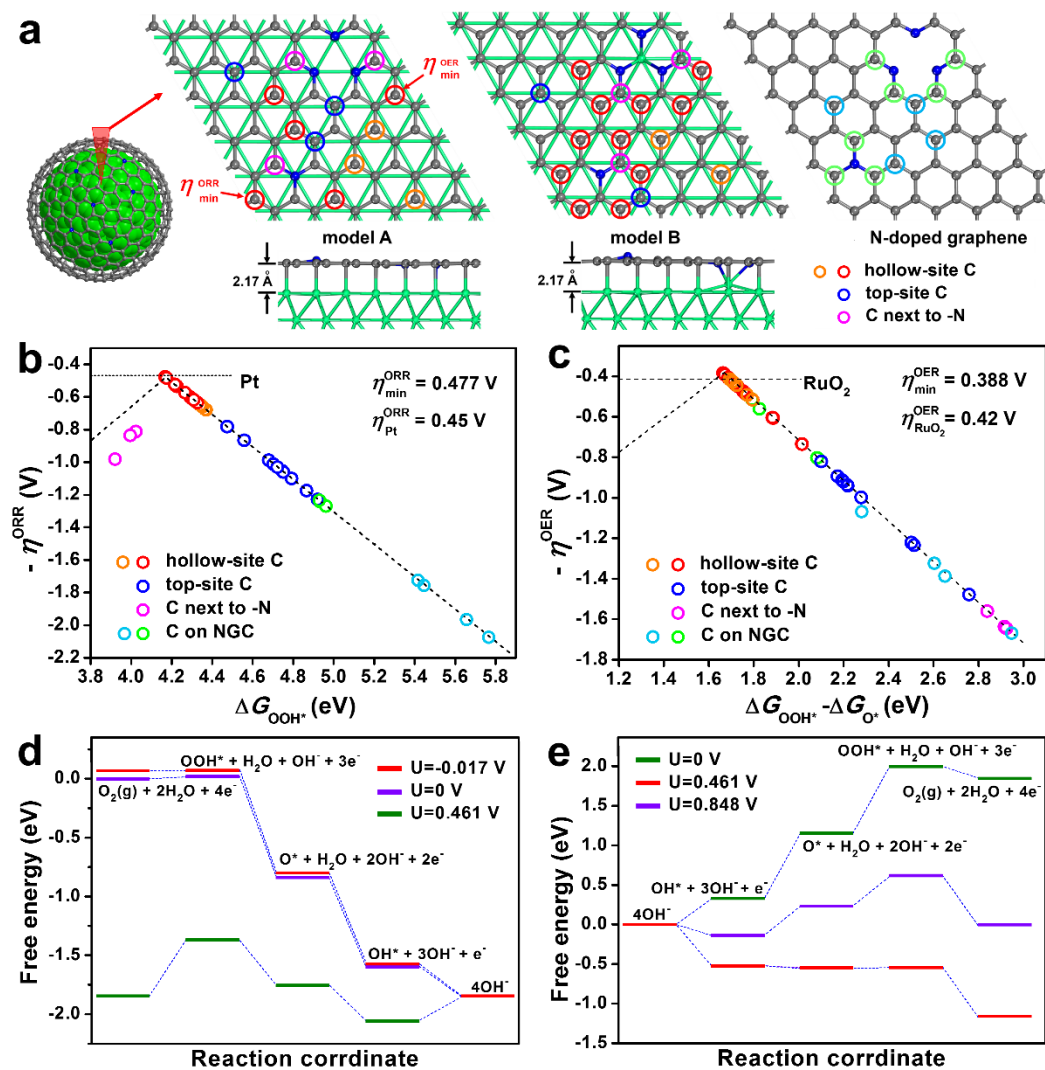 a
η^OER_min
η^ORR_min
model A
model B
N-doped graphene
2.17 Å
2.17 Å
hollow-site C
top-site C
C next to -N
b
-0.4
-0.6
-0.8
-1.0
-1.2
-1.4
-1.6
-1.8
-2.0
-2.2
- η^ORR (V)
Pt
η^ORR_min = 0.477 V
η^ORR_Pt = 0.45 V
hollow-site C
top-site C
C next to -N
C on NGC
3.8 4.0 4.2 4.4 4.6 4.8 5.0 5.2 5.4 5.6 5.8
ΔG_OOH* (eV)
c
-0.4
-0.6
-0.8
-1.0
-1.2
-1.4
-1.6
-1.8
- η^OER (V)
RuO₂
η^OER_min = 0.388 V
η^OER_RuO₂ = 0.42 V
hollow-site C
top-site C
C next to -N
C on NGC
1.2 1.4 1.6 1.8 2.0 2.2 2.4 2.6 2.8 3.0
ΔG_OOH* -ΔG_O* (eV)
d
0.0
-0.5
-1.0
-1.5
-2.0
Free energy (eV)
OOH* + H₂O + OH⁻ + 3e⁻
O₂(g) + 2H₂O + 4e⁻
U=-0.017 V
U=0 V
U=0.461 V
O* + H₂O + 2OH⁻ + 2e⁻
OH* + 3OH⁻ + e⁻
4OH⁻
Reaction corrdinate
e
2.0
1.5
1.0
0.5
0.0
-0.5
-1.0
-1.5
Free energy (eV)
U=0 V
U=0.461 V
U=0.848 V
OOH* + H₂O + OH⁻ + 3e⁻
O₂(g) + 2H₂O + 4e⁻
O* + H₂O + 2OH⁻ + 2e⁻
OH* + 3OH⁻ + e⁻
4OH⁻
Reaction corrdinate